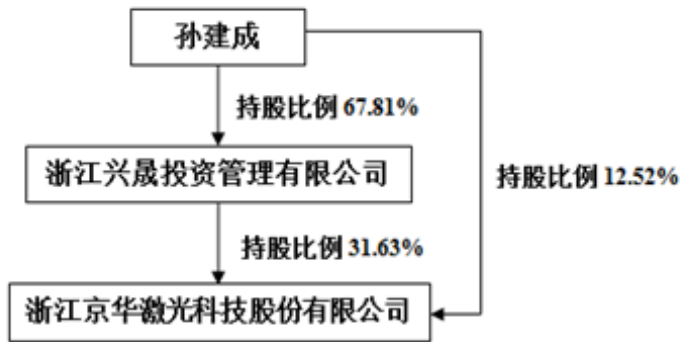 孙建成
持股比例 67.81%
浙江兴晟投资管理有限公司
持股比例 12.52%
持股比例 31.63%
浙江京华激光科技股份有限公司